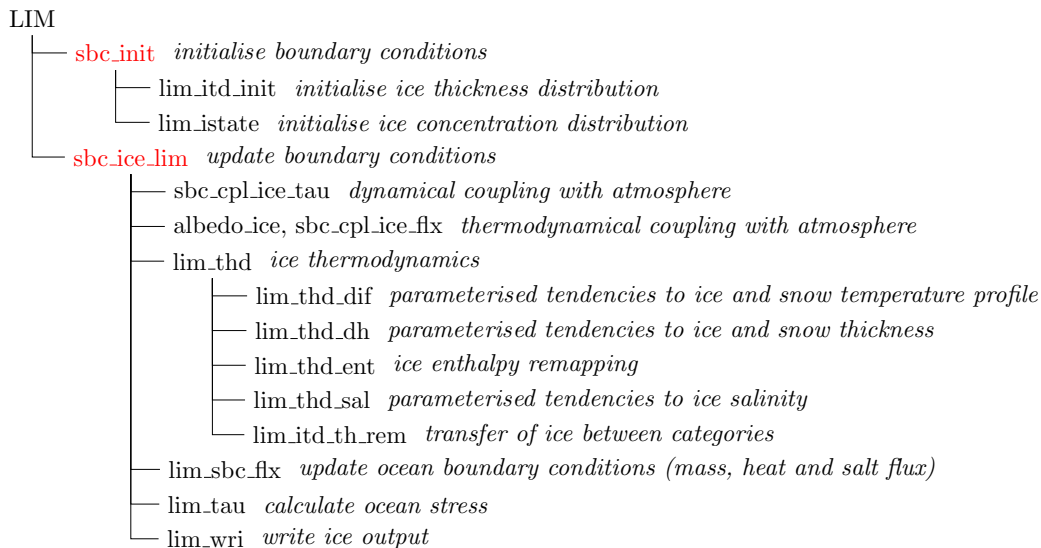 LIM
sbc_init initialise boundary conditions
lim_itd_init initialise ice thickness distribution
lim_istate initialise ice concentration distribution
sbc_ice_lim update boundary conditions
sbc_cpl_ice_tau dynamical coupling with atmosphere
albedo_ice, sbc_cpl_ice_flx thermodynamical coupling with atmosphere
lim_thd ice thermodynamics
lim_thd_dif parameterised tendencies to ice and snow temperature profile
lim_thd_dh parameterised tendencies to ice and snow thickness
lim_thd_ent ice enthalpy remapping
lim_thd_sal parameterised tendencies to ice salinity
lim_itd_th_rem transfer of ice between categories
lim_sbc_flx update ocean boundary conditions (mass, heat and salt flux)
lim_tau calculate ocean stress
lim_wri write ice output